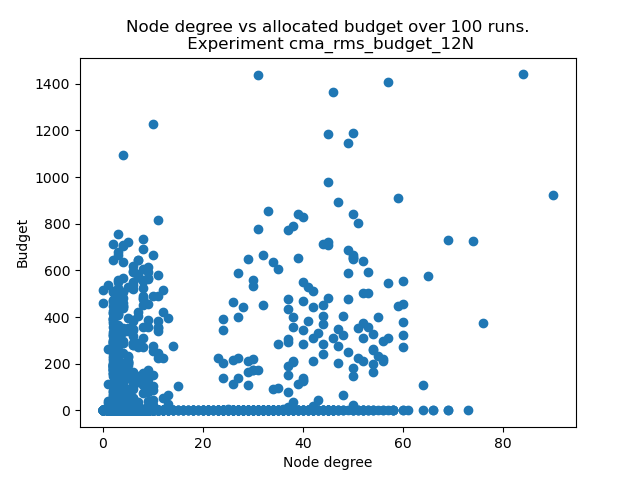 Node degree vs allocated budget over 100 runs.
Experiment cma_rms_budget_12N
1400
1200
1000
800
600
400
200
0
Budget
0 20 40 60 80
Node degree